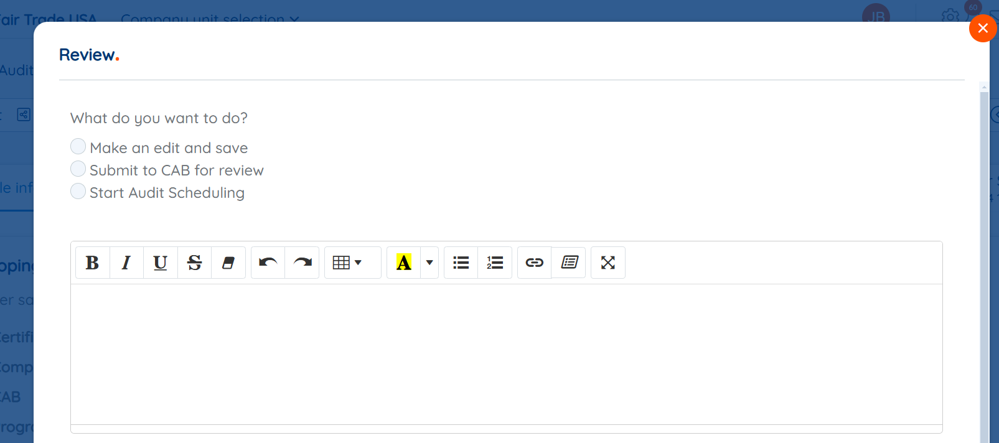 air Trade USA Company unit selection JB 60
Review.
Audit
What do you want to do?
Make an edit and save
Submit to CAB for review
Start Audit Scheduling
le inf
B I U S A
oping
er sa
ertifi
omp
AB
rogr